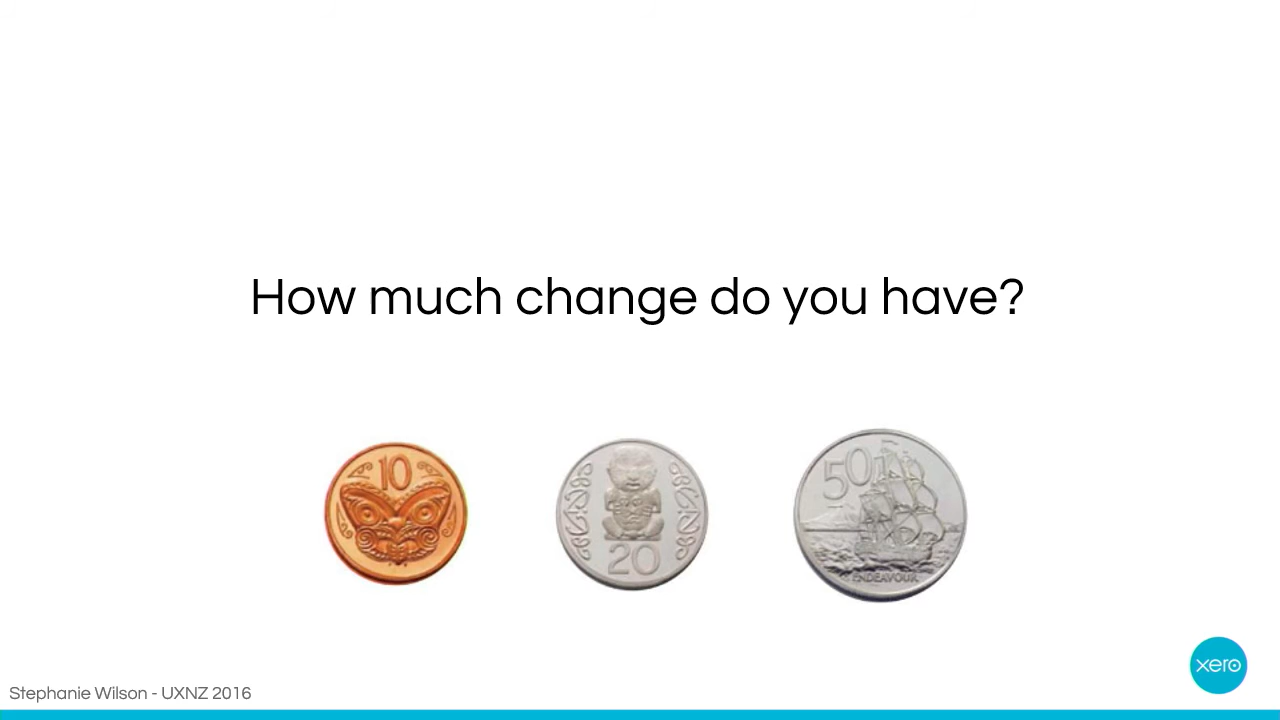 How much change do you have?
10
20
50
ENDEAVOUR
xero
Stephanie Wilson - UXNZ 2016